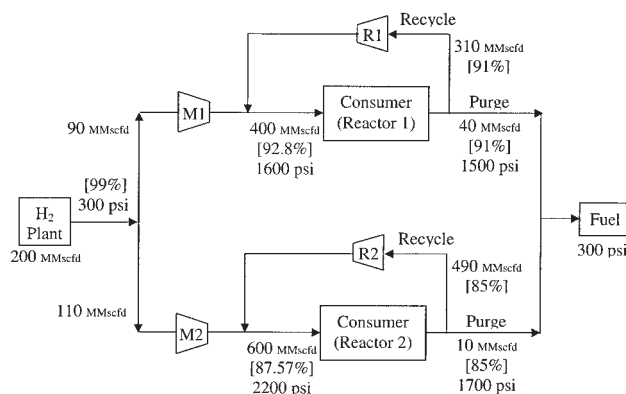 Recycle
R1
310 MMscfd
[91%]
M1
Consumer
(Reactor 1)
Purge
90 MMscfd
400 MMscfd
[92.8%]
1600 psi
40 MMscfd
[91%]
1500 psi
[99%]
300 psi
H2
Plant
200 MMscfd
Fuel
300 psi
Recycle
R2
490 MMscfd
[85%]
110 MMscfd
M2
Consumer
(Reactor 2)
Purge
600 MMscfd
[87.57%]
2200 psi
10 MMscfd
[85%]
1700 psi